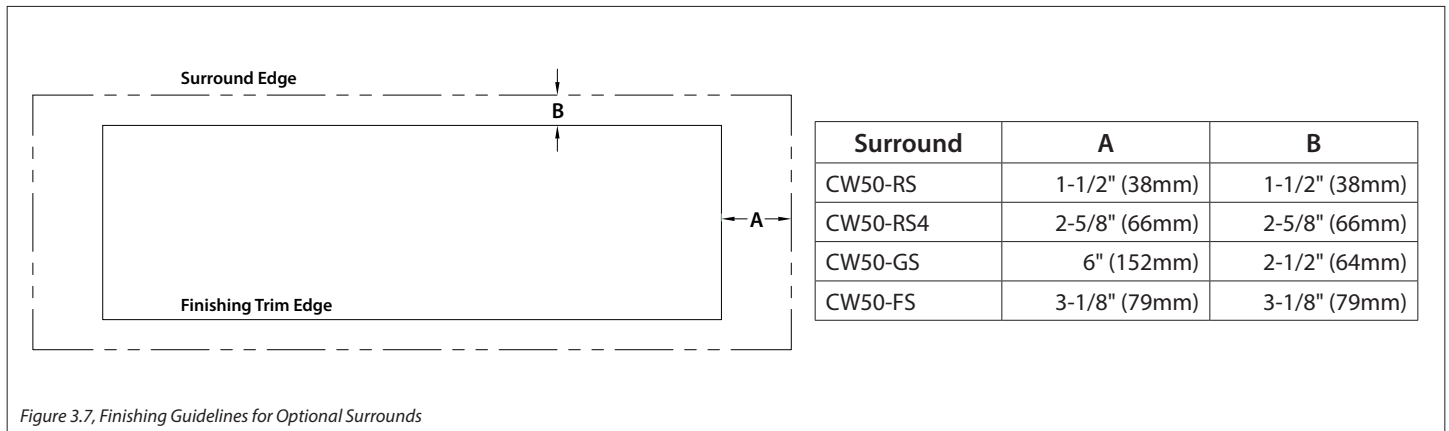 Surround Edge
B
A
Finishing Trim Edge
Surround A B
CW50-RS 1-1/2" (38mm) 1-1/2" (38mm)
CW50-RS4 2-5/8" (66mm) 2-5/8" (66mm)
CW50-GS 6" (152mm) 2-1/2" (64mm)
CW50-FS 3-1/8" (79mm) 3-1/8" (79mm)
Figure 3.7, Finishing Guidelines for Optional Surrounds